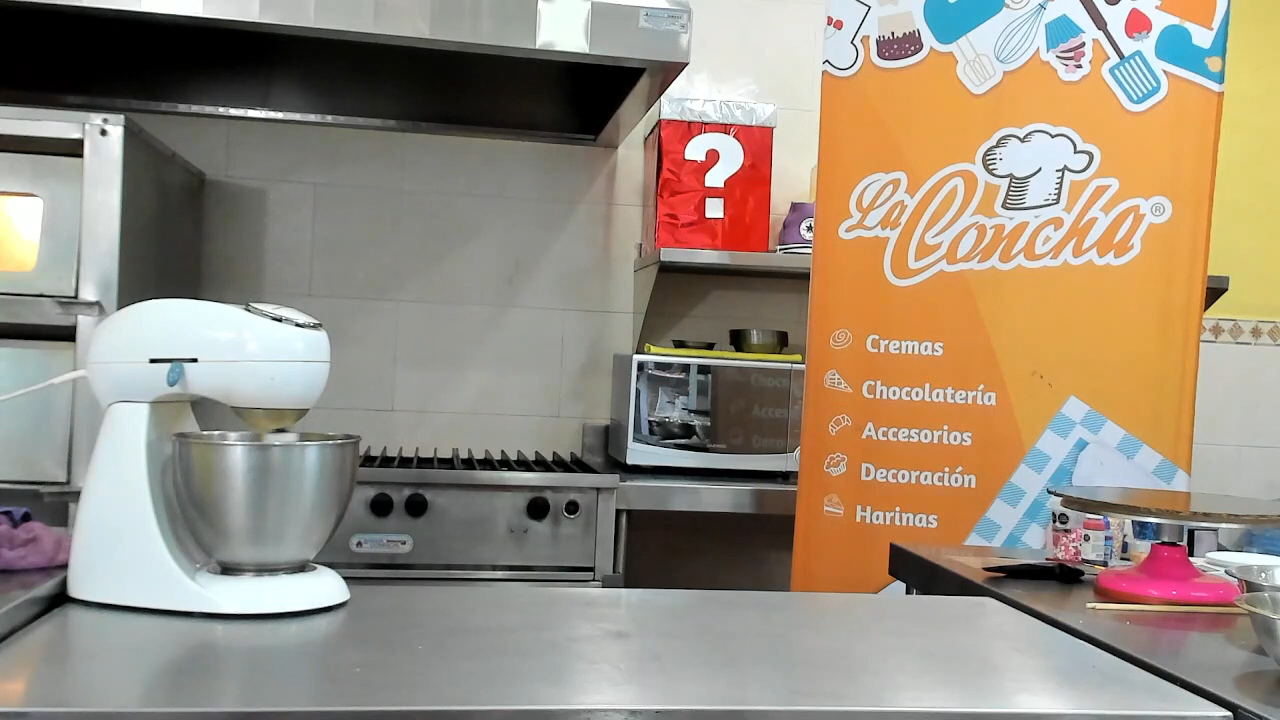 ?
La Concha®
Cremas
Chocolatería
Accesorios
Decoración
Harinas